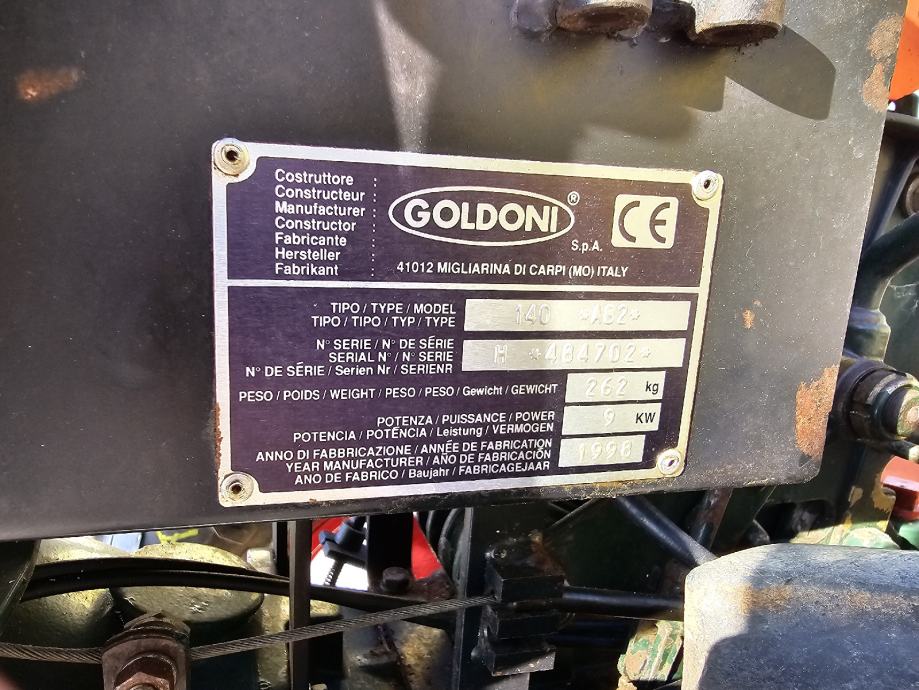 Costruttore :
Constructeur :
Manufacturer :
Constructor :
Fabricante :
Hersteller :
Fabrikant :
GOLDONI ®
S.p.A.
CE
41012 MIGLIARINA DI CARPI (MO) ITALY
TIPO / TYPE / MODEL
TIPO / TIPO / TYP / TYPE
140 *AB2*
N° SERIE / N° DE SÉRIE
SERIAL N° / N° SERIE
N° DE SÉRIE / Serien Nr / SERIENR
H *484702*
PESO / POIDS / WEIGHT / PESO / PESO / Gewicht / GEWICHT 262 kg
POTENZA / PUISSANCE / POWER
POTENCIA / POTÊNCIA / Leistung / VERMOGEN
9 KW
ANNO DI FABBRICAZIONE / ANNÉE DE FABRICATION
YEAR MANUFACTURER / AÑO DE FABRICACIÓN
ANO DE FABRICO / Baujahr / FABRICAGEJAAR
1998